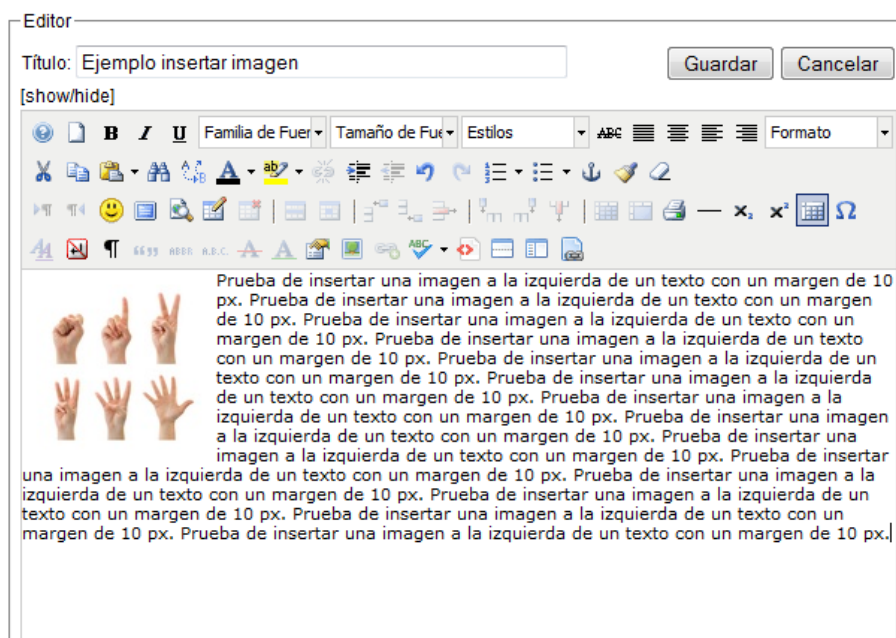 Editor
Título: Ejemplo insertar imagen Guardar Cancelar
[show/hide]
B I U Familia de Fuer Tamaño de Fue Estilos ABC Formato
A ab
x₂ x² Ω
A ¶ 6699 ABBR A.B.C. A A ABC
Prueba de insertar una imagen a la izquierda de un texto con un margen de 10
px. Prueba de insertar una imagen a la izquierda de un texto con un margen
de 10 px. Prueba de insertar una imagen a la izquierda de un texto con un
margen de 10 px. Prueba de insertar una imagen a la izquierda de un texto
con un margen de 10 px. Prueba de insertar una imagen a la izquierda de un
texto con un margen de 10 px. Prueba de insertar una imagen a la izquierda
de un texto con un margen de 10 px. Prueba de insertar una imagen a la
izquierda de un texto con un margen de 10 px. Prueba de insertar una imagen
a la izquierda de un texto con un margen de 10 px. Prueba de insertar una
imagen a la izquierda de un texto con un margen de 10 px. Prueba de insertar
una imagen a la izquierda de un texto con un margen de 10 px. Prueba de insertar una imagen a la
izquierda de un texto con un margen de 10 px. Prueba de insertar una imagen a la izquierda de un
texto con un margen de 10 px. Prueba de insertar una imagen a la izquierda de un texto con un
margen de 10 px. Prueba de insertar una imagen a la izquierda de un texto con un margen de 10 px.